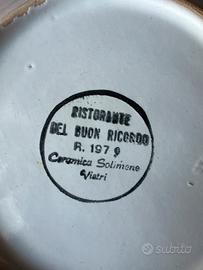 RISTORANTE
DEL BUON RICORDO
R. 1979
Ceramica Solimene
Vietri
subito